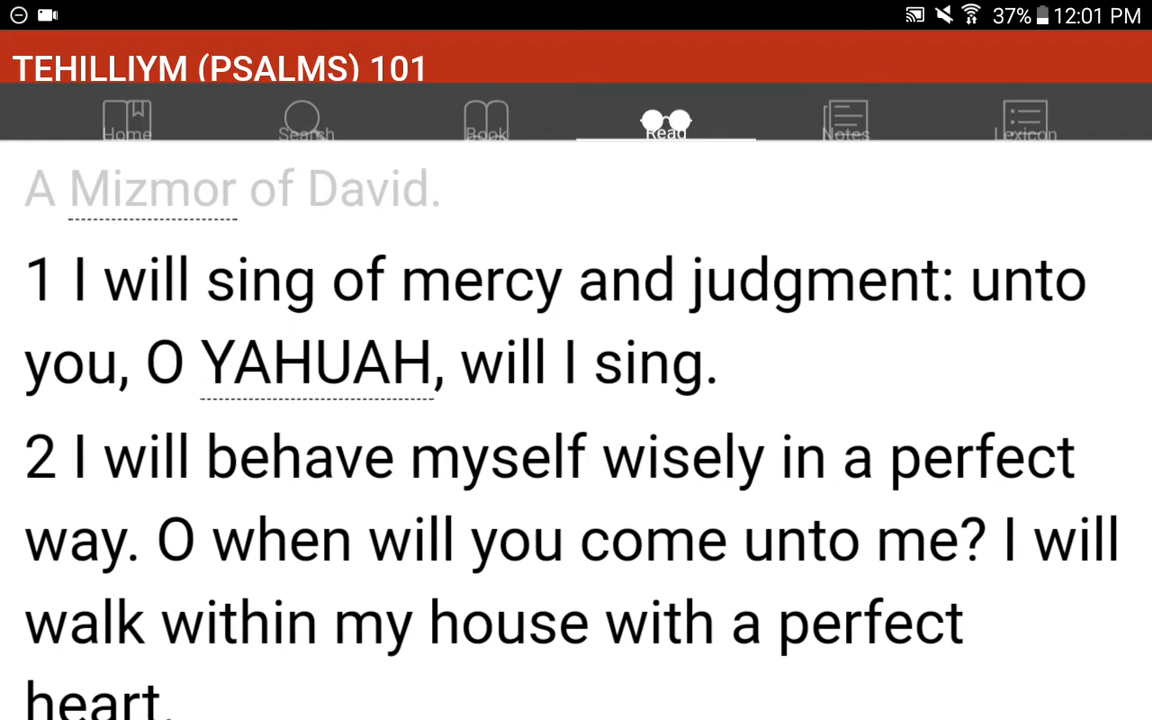 37% 12:01 PM
TEHILLIYM (PSALMS) 101
Home Search Book Read Notes Lexicon
A Mizmor of David.
1 I will sing of mercy and judgment: unto
you, O YAHUAH, will I sing.
2 I will behave myself wisely in a perfect
way. O when will you come unto me? I will
walk within my house with a perfect
heart.